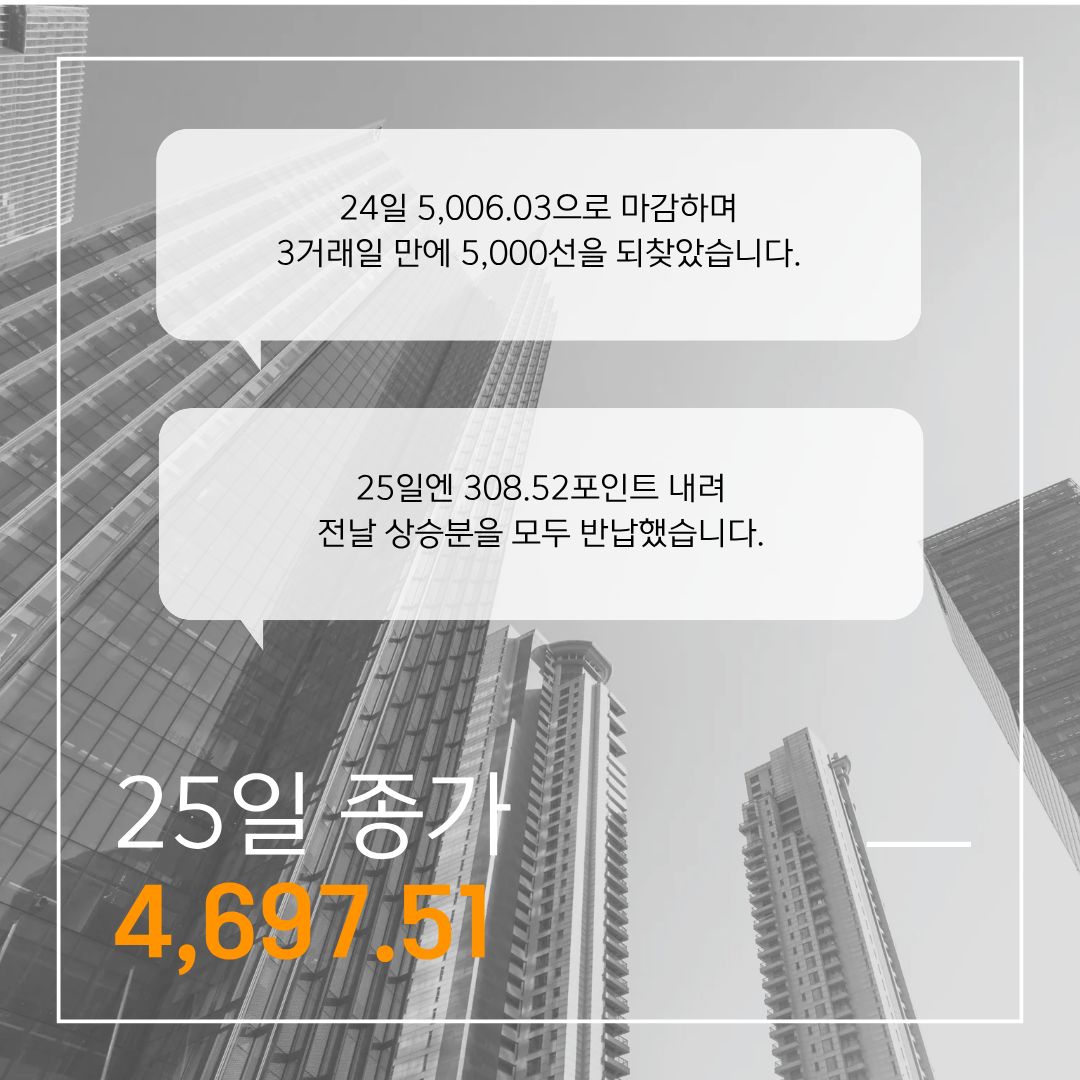 24일 5,006.03으로 마감하며
3거래일 만에 5,000선을 되찾았습니다.
25일엔 308.52포인트 내려
전날 상승분을 모두 반납했습니다.
25일 종가
4,697.51